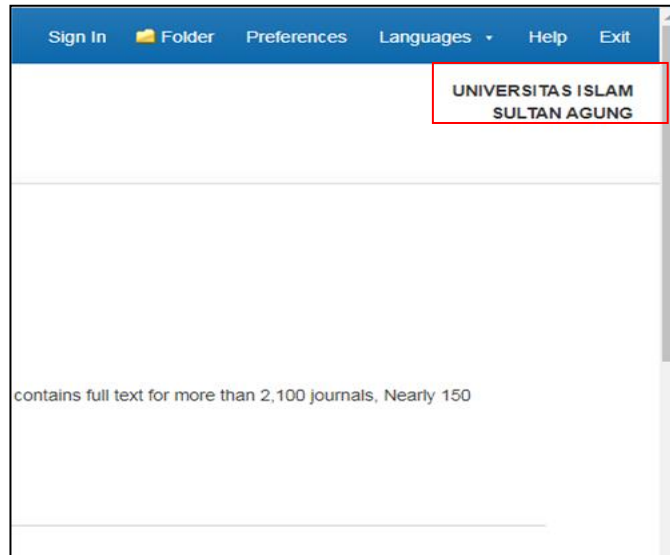 Sign In Folder Preferences Languages Help Exit
UNIVERSITAS ISLAM
SULTAN AGUNG
contains full text for more than 2,100 journals, Nearly 150